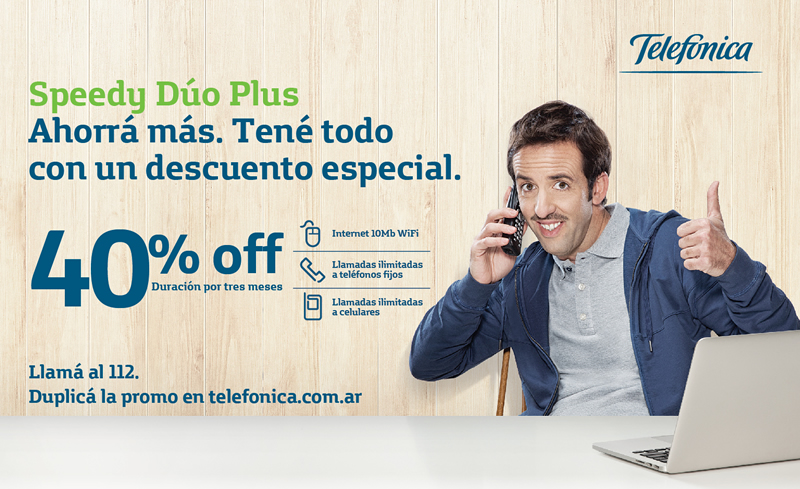 Telefónica
Speedy Dúo Plus
Ahorrá más. Tené todo
con un descuento especial.
40% off
Duración por tres meses
Internet 10Mb WiFi
Llamadas ilimitadas
a teléfonos fijos
Llamadas ilimitadas
a celulares
Llamá al 112.
Duplicá la promo en telefonica.com.ar